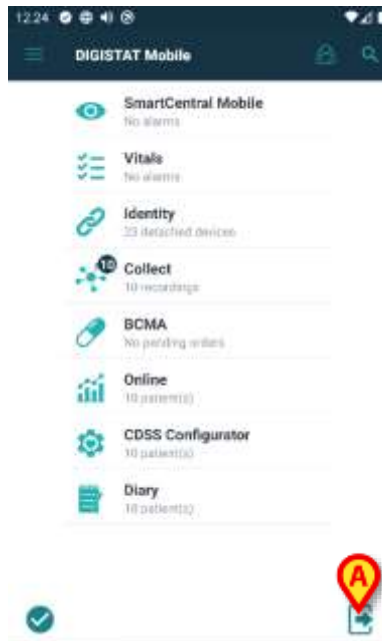 12.24
DIGISTAT Mobile
SmartCentral Mobile
No alarms
Vitals
No alarms
Identity
23 detached devices
10
Collect
10 recordings
BCMA
No pending orders
Online
10 patient(s)
CDSS Configurator
10 patient(s)
Diary
10 patient(s)
A